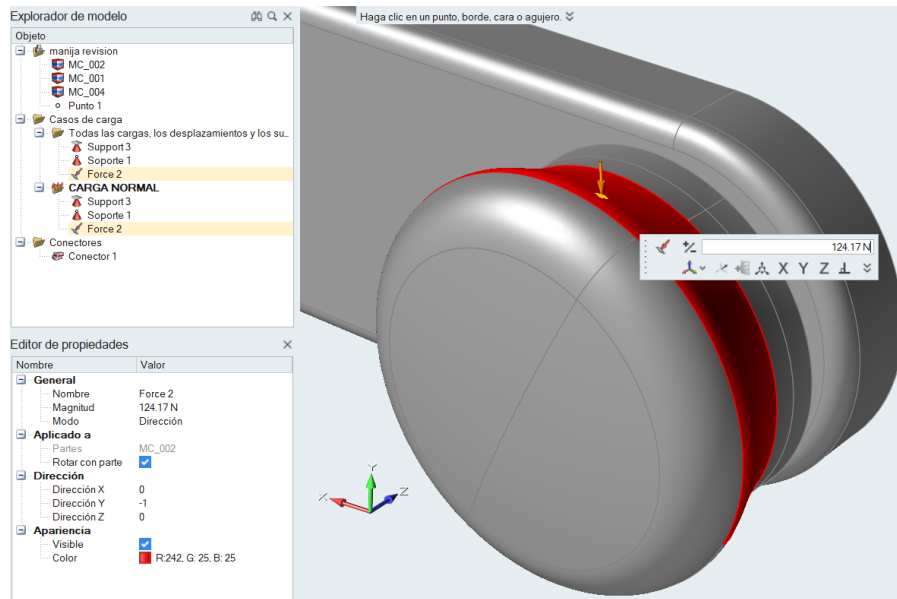 Explorador de modelo
Objeto
manija revision
MC_002
MC_001
MC_004
Punto 1
Casos de carga
Todas las cargas, los desplazamientos y los su...
Support 3
Soporte 1
Force 2
CARGA NORMAL
Support 3
Soporte 1
Force 2
Conectores
Conector 1
Editor de propiedades
Nombre Valor
General
Nombre Force 2
Magnitud 124.17 N
Modo Dirección
Aplicado a
Partes MC_002
Rotar con parte
Dirección
Dirección X 0
Dirección Y -1
Dirección Z 0
Apariencia
Visible
Color R:242, G: 25, B: 25
Haga clic en un punto, borde, cara o agujero.
124.17 N
X Y Z
Y
X
Z